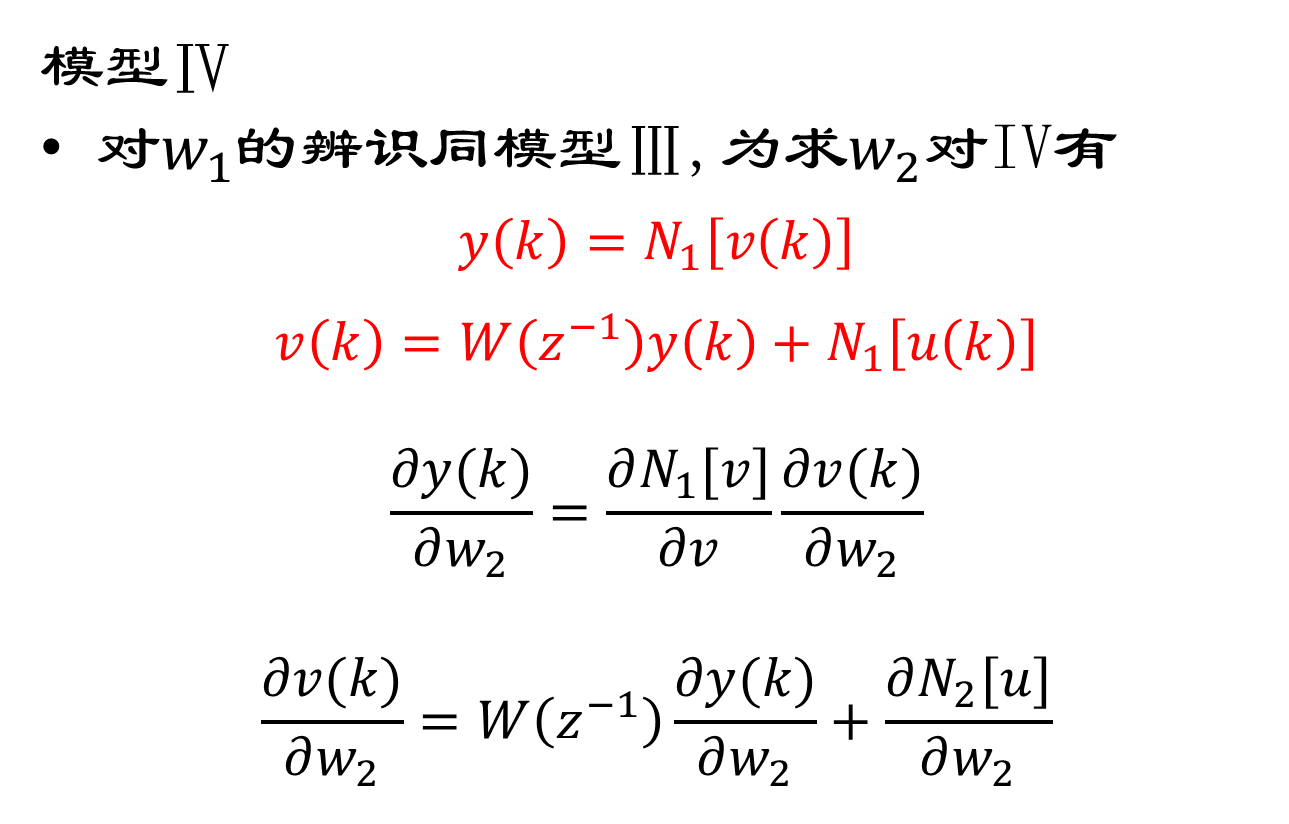 模型Ⅳ
• 对w₁的辨识同模型Ⅲ, 为求w₂对Ⅳ有
y(k) = N₁[v(k)]
v(k) = W(z⁻¹)y(k) + N₁[u(k)]
∂y(k)/∂w₂ = ∂N₁[v]/∂v ∂v(k)/∂w₂
∂v(k)/∂w₂ = W(z⁻¹) ∂y(k)/∂w₂ + ∂N₂[u]/∂w₂